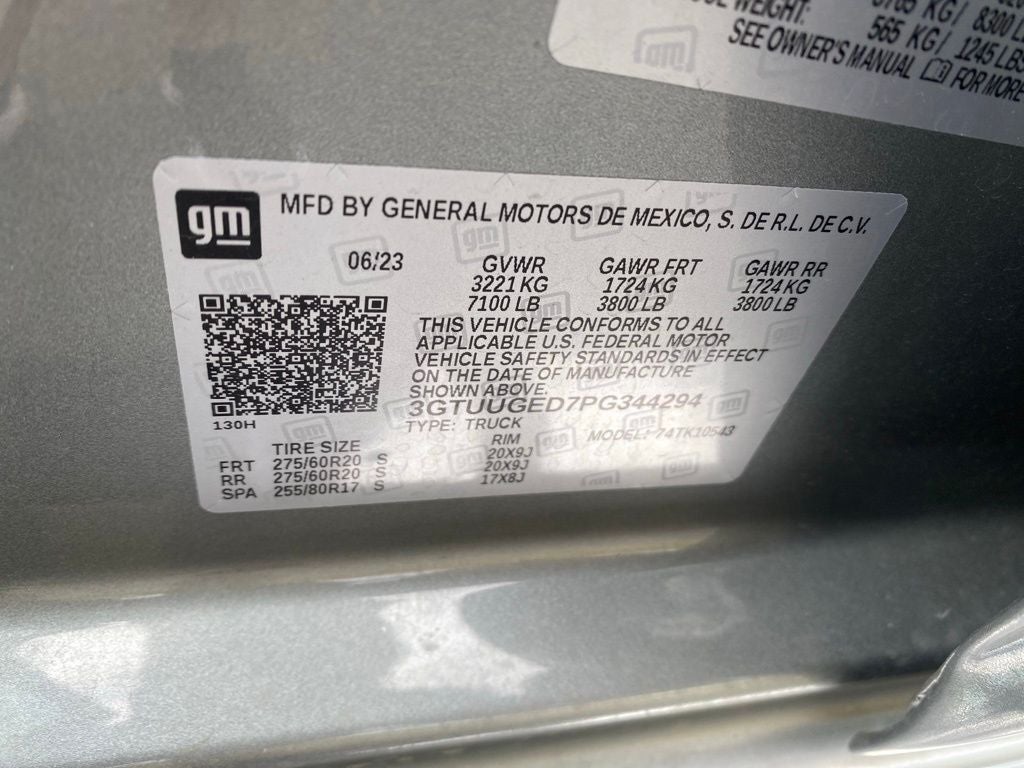 WEIGHT:
565 KG/ 1245 LBS
SEE OWNER'S MANUAL FOR MORE
gm
MFD BY GENERAL MOTORS DE MEXICO, S. DE R.L. DE C.V.
06/23 GVWR GAWR FRT GAWR RR
3221 KG 1724 KG 1724 KG
7100 LB 3800 LB 3800 LB
THIS VEHICLE CONFORMS TO ALL
APPLICABLE U.S. FEDERAL MOTOR
VEHICLE SAFETY STANDARDS IN EFFECT
ON THE DATE OF MANUFACTURE
SHOWN ABOVE.
3GTUUGED7PG344294
130H
TYPE: TRUCK MODEL: 74TK10543
TIRE SIZE RIM
FRT 275/60R20 S 20X9J
RR 275/60R20 S 20X9J
SPA 255/80R17 S 17X8J